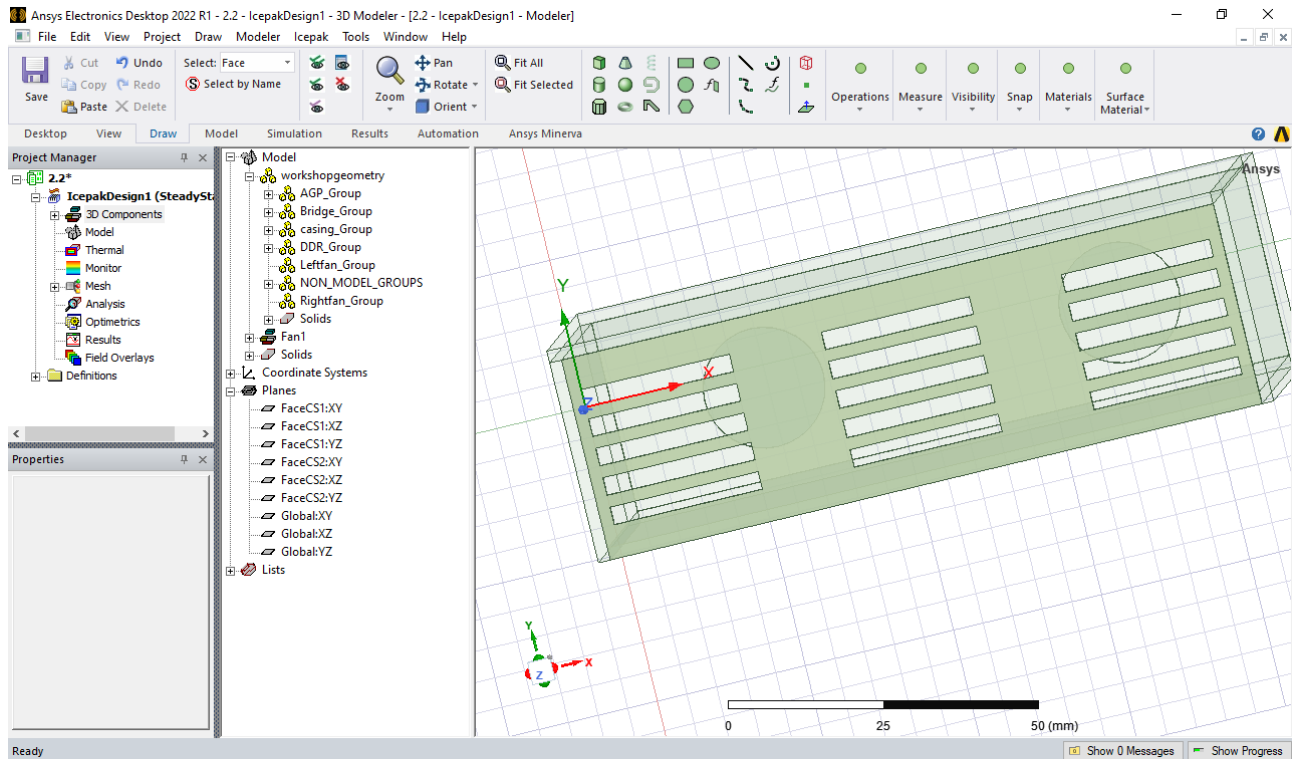 Ansys Electronics Desktop 2022 R1 - 2.2 - IcepakDesign1 - 3D Modeler - [2.2 - IcepakDesign1 - Modeler]
File Edit View Project Draw Modeler Icepak Tools Window Help
Save
Cut Undo
Copy Redo
Paste Delete
Select: Face
Select by Name
Zoom
Pan
Rotate
Orient
Fit All
Fit Selected
Operations Measure Visibility Snap Materials Surface
Material
Desktop View Draw Model Simulation Results Automation Ansys Minerva
Project Manager
2.2*
IcepakDesign1 (SteadySt
3D Components
Model
Thermal
Monitor
Mesh
Analysis
Optimetrics
Results
Field Overlays
Definitions
Properties
Model
workshopgeometry
AGP_Group
Bridge_Group
casing_Group
DDR_Group
Leftfan_Group
NON_MODEL_GROUPS
Rightfan_Group
Solids
Fan1
Solids
Coordinate Systems
Planes
FaceCS1:XY
FaceCS1:XZ
FaceCS1:YZ
FaceCS2:XY
FaceCS2:XZ
FaceCS2:YZ
Global:XY
Global:XZ
Global:YZ
Lists
Ansys
Y
X
Z
Y
X
Z
0 25 50 (mm)
Ready
Show 0 Messages Show Progress